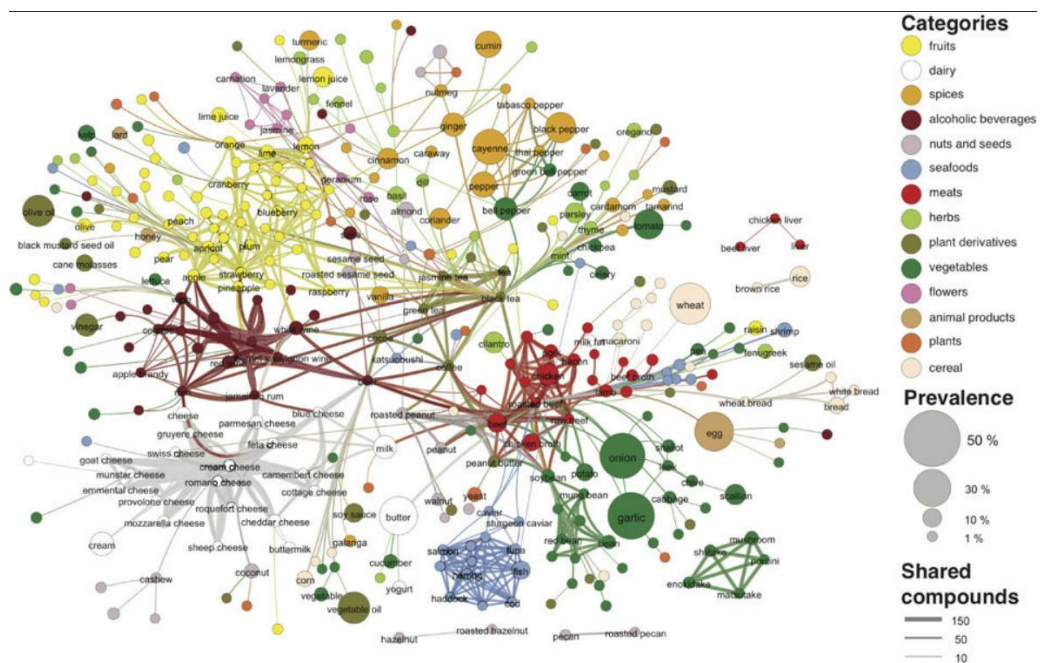 Categories
fruits
dairy
spices
alcoholic beverages
nuts and seeds
seafoods
meats
herbs
plant derivatives
vegetables
flowers
animal products
plants
cereal
Prevalence
50 %
30 %
10 %
1 %
Shared
compounds
150
50
10
turmeric
lemongrass
cumin
carnation
lavender
lemon juice
nutmeg
fennel
tabasco pepper
lime juice
jasmine
ginger
black pepper
oregano
lard
orange
lime
lemon
cayenne
thai pepper
cinnamon
caraway
green bell pepper
cranberry
geranium
basil
dill
pepper
carrot
mustard
cardamom
tamarind
olive oil
rose
almond
bell pepper
parsley
tomato
chicken liver
peach
blueberry
coriander
thyme
olive
honey
black mustard seed oil
apricot
plum
sesame seed
chickpea
beef liver
liver
pear
mint
cane molasses
roasted sesame seed
jasmine tea
tea
celery
rice
lettuce
apple
strawberry
pineapple
raspberry
vanilla
black tea
brown rice
wine
green tea
wheat
vinegar
white wine
cocoa
cilantro
milk fat
macaroni
raisin
shrimp
katsuobushi
coffee
pork
bacon
fenugreek
apple brandy
chicken
beef broth
sesame oil
lamb
jamaican rum
roasted beef
wheat bread
white bread
bread
cheese
blue cheese
roasted peanut
beef
raw beef
parmesan cheese
gruyere cheese
feta cheese
milk
peanut
chicken broth
egg
swiss cheese
goat cheese
cream cheese
camembert cheese
peanut butter
onion
shallot
munster cheese
romano cheese
potato
leek
emmental cheese
cottage cheese
soybean
provolone cheese
roquefort cheese
walnut
yeast
mung bean
chive
cabbage
scallion
mozzarella cheese
cheddar cheese
soy sauce
butter
caviar
garlic
sturgeon caviar
cream
sheep cheese
buttermilk
galanga
red bean
bean
mushroom
salmon
tuna
shiitake
porcini
cashew
coconut
corn
cucumber
fish
yogurt
enokidake
vegetable
haddock
cod
matsutake
vegetable oil
hazelnut
roasted hazelnut
pecan
roasted pecan